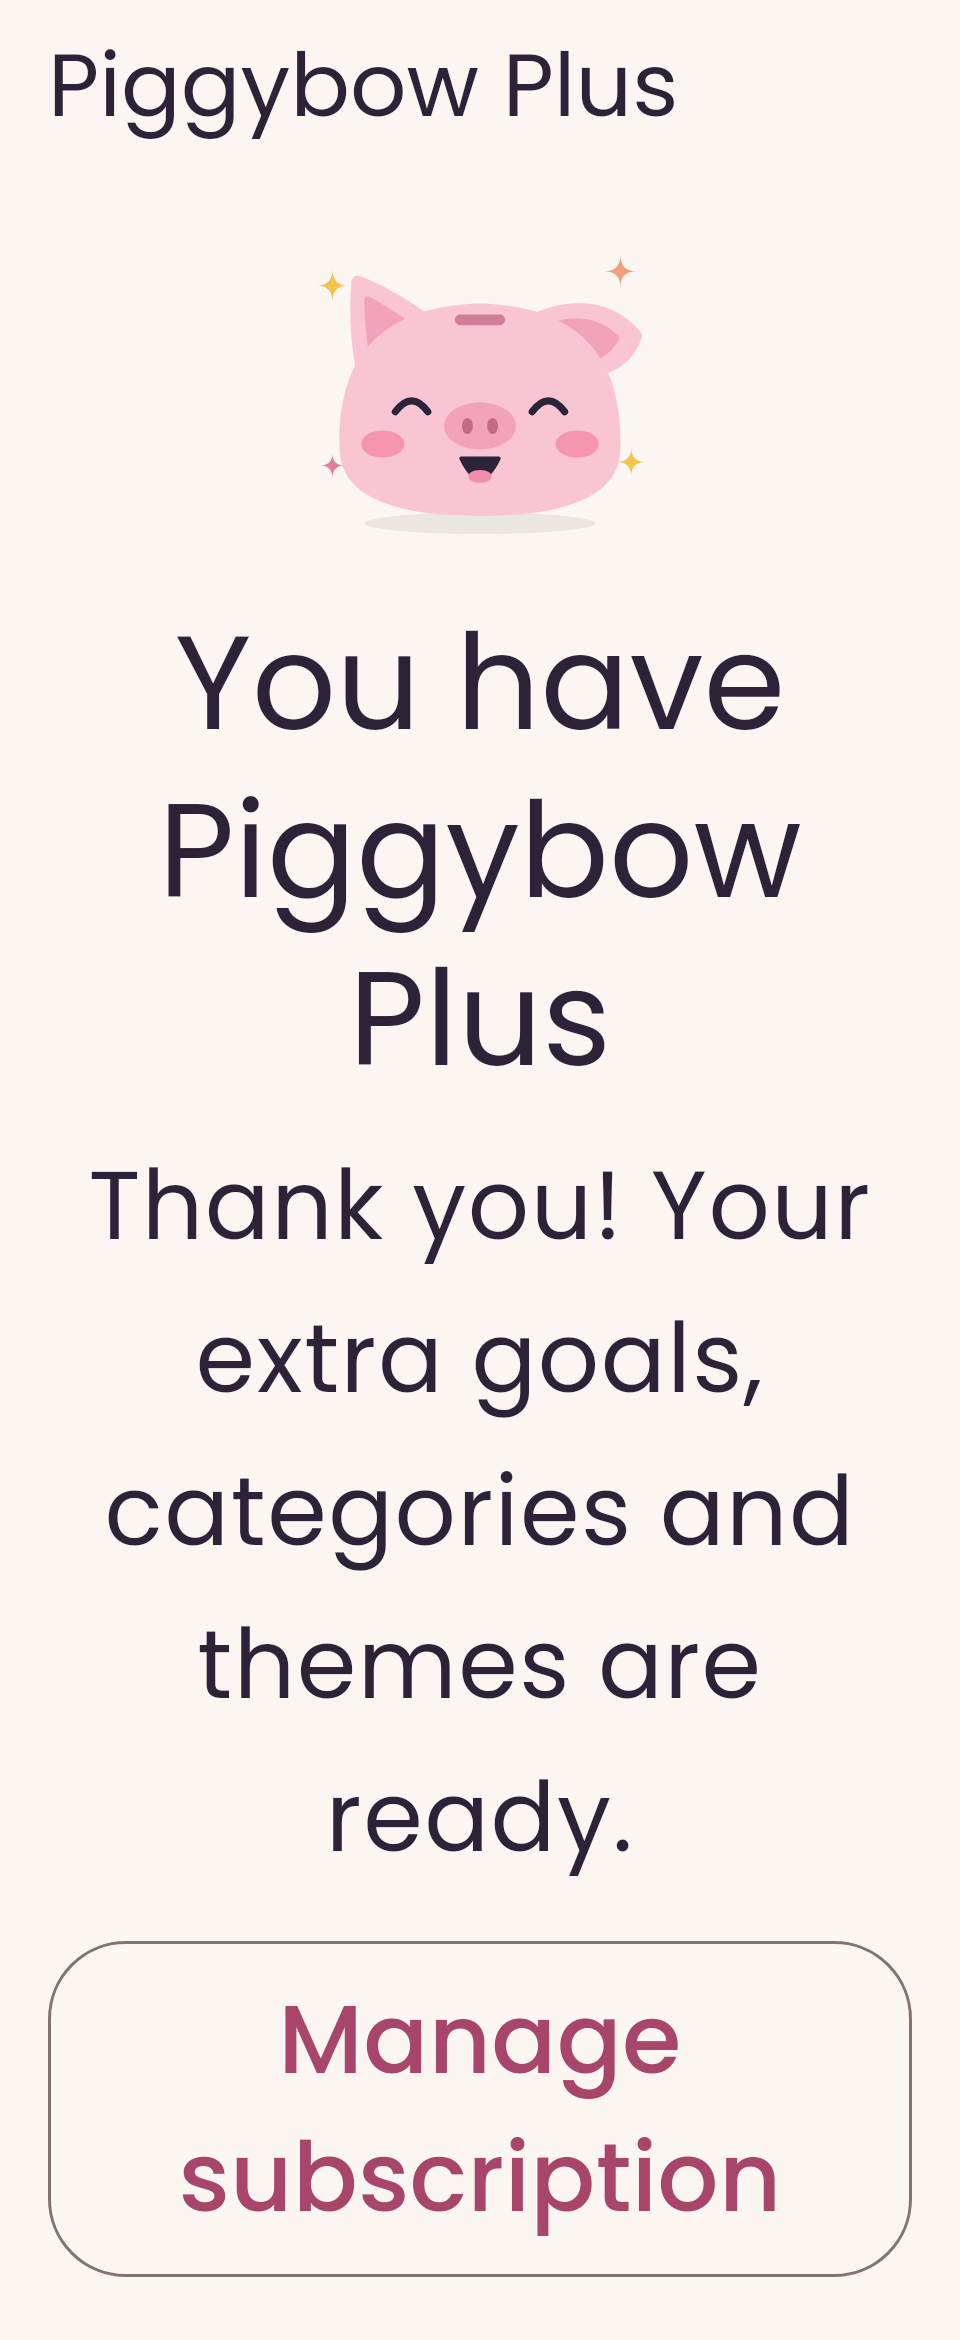 Piggybow Plus
You have
Piggybow
Plus
Thank you! Your
extra goals,
categories and
themes are
ready.
Manage
subscription